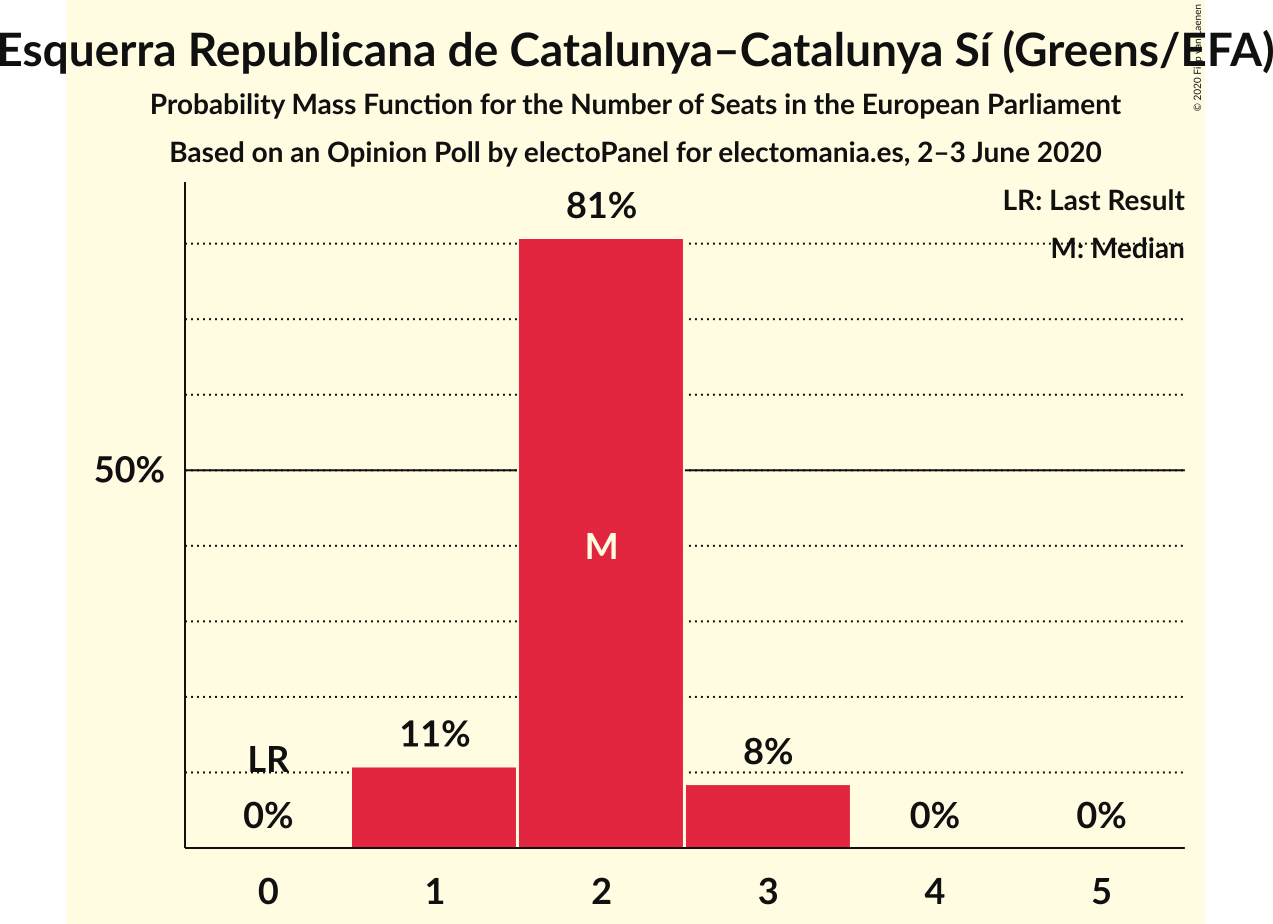 Esquerra Republicana de Catalunya–Catalunya Sí (Greens/EFA)
Probability Mass Function for the Number of Seats in the European Parliament
Based on an Opinion Poll by electoPanel for electomania.es, 2–3 June 2020
© 2020
LR: Last Result
M: Median
81%
50%
M
11%
8%
LR
0%
0%
0%
0 1 2 3 4 5